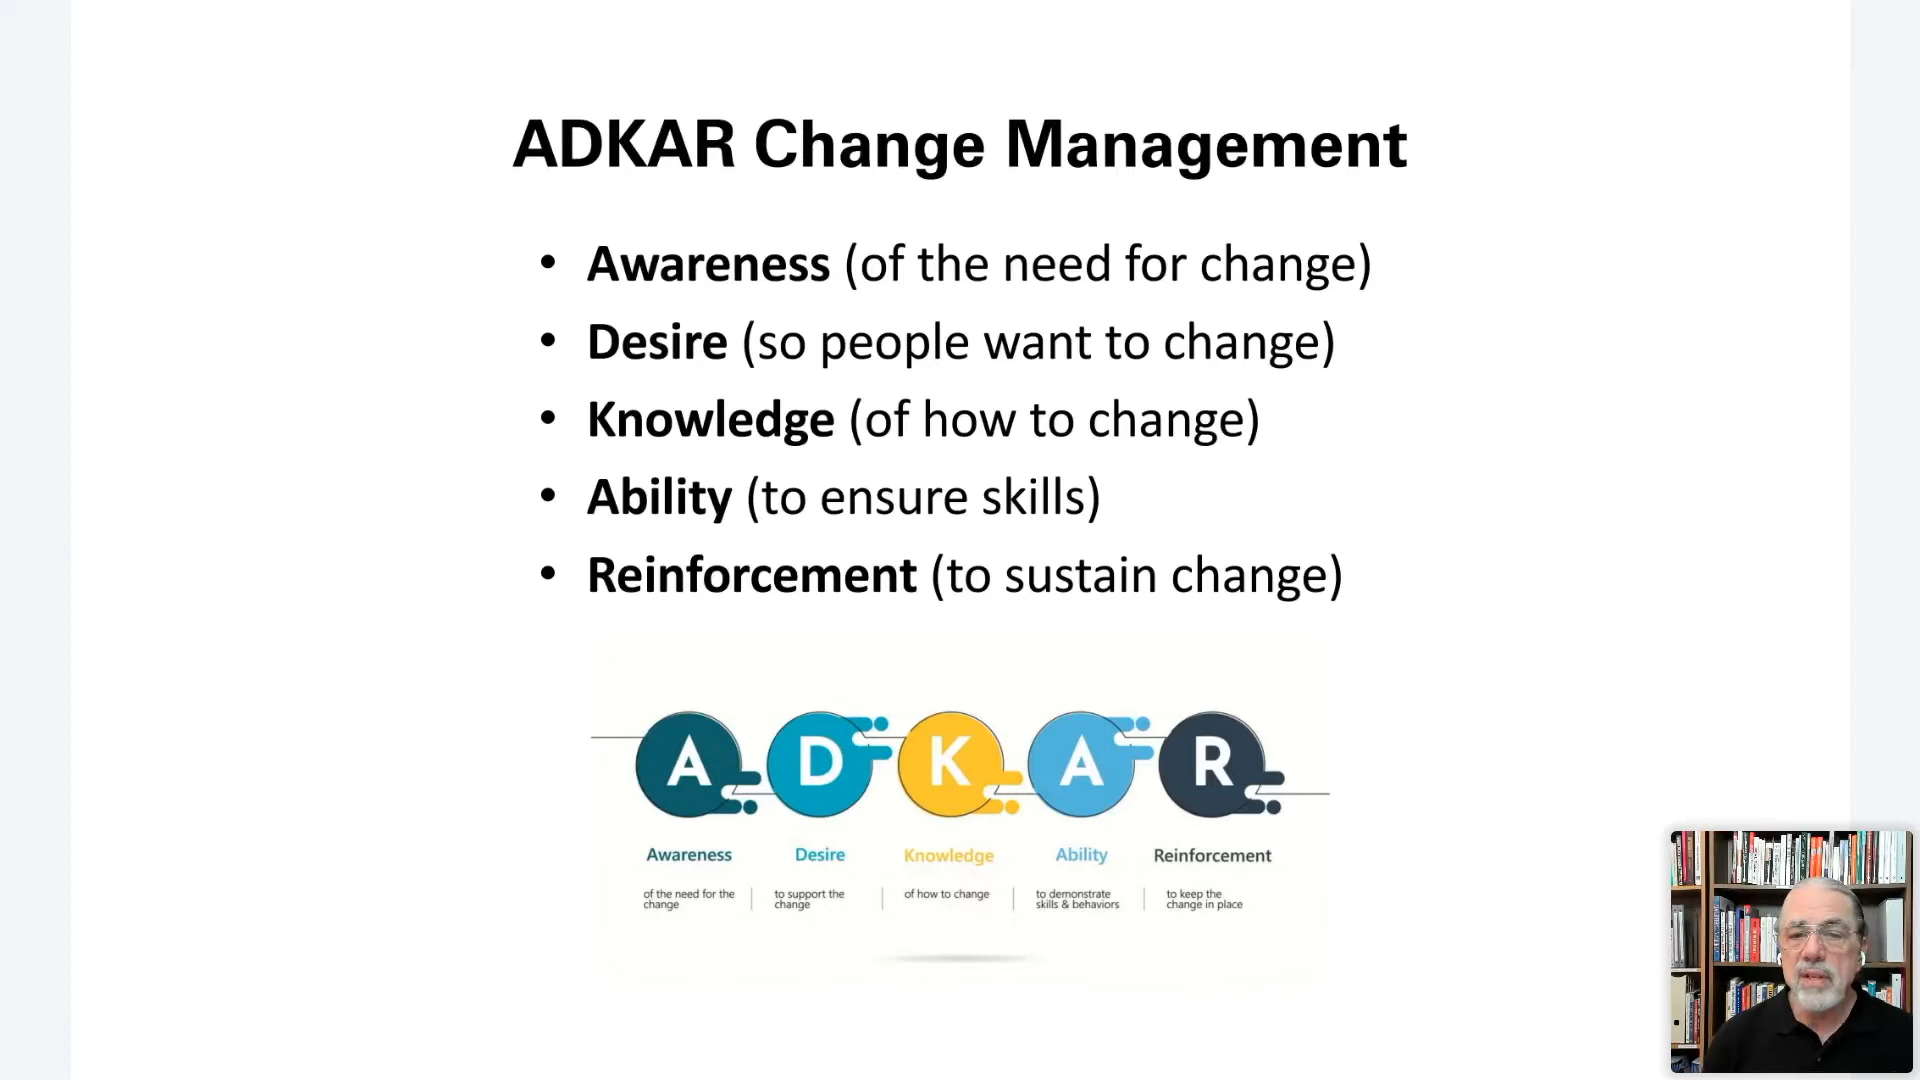 ADKAR Change Management
• Awareness (of the need for change)
• Desire (so people want to change)
• Knowledge (of how to change)
• Ability (to ensure skills)
• Reinforcement (to sustain change)
A D K A R
Awareness
of the need for the
change
Desire
to support the
change
Knowledge
of how to change
Ability
to demonstrate
skills & behaviors
Reinforcement
to keep the
change in place